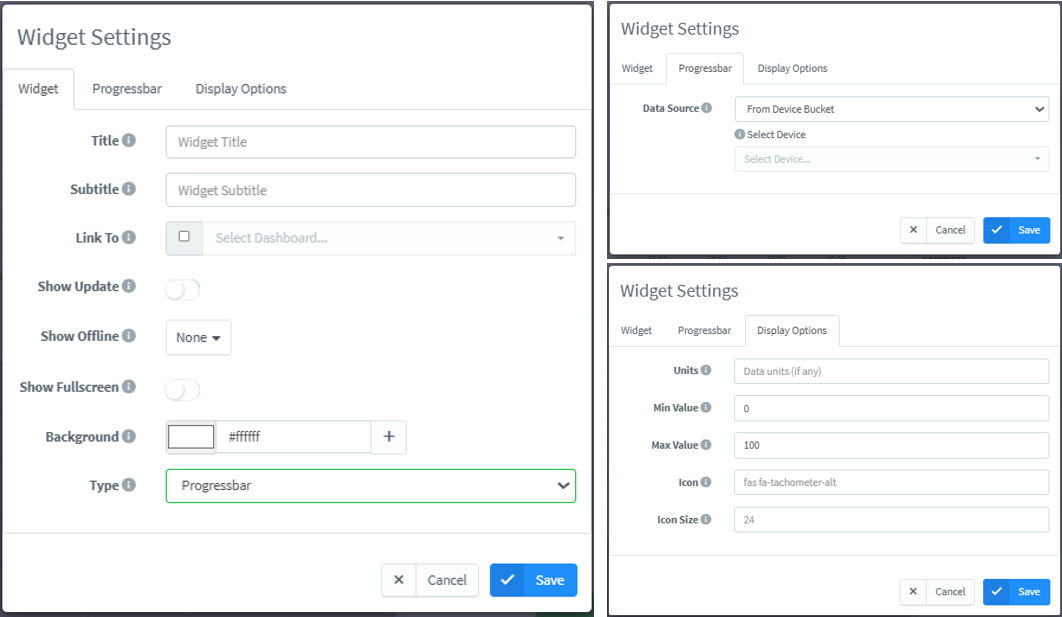 Widget Settings
Widget Progressbar Display Options
Title Widget Title
Subtitle Widget Subtitle
Link To Select Dashboard...
Show Update
Show Offline None
Show Fullscreen
Background #ffffff +
Type Progressbar
Cancel Save
Widget Settings
Widget Progressbar Display Options
Data Source From Device Bucket
Select Device
Select Device...
Cancel Save
Widget Settings
Widget Progressbar Display Options
Units Data units (if any)
Min Value 0
Max Value 100
Icon fas fa-tachometer-alt
Icon Size 24
Cancel Save